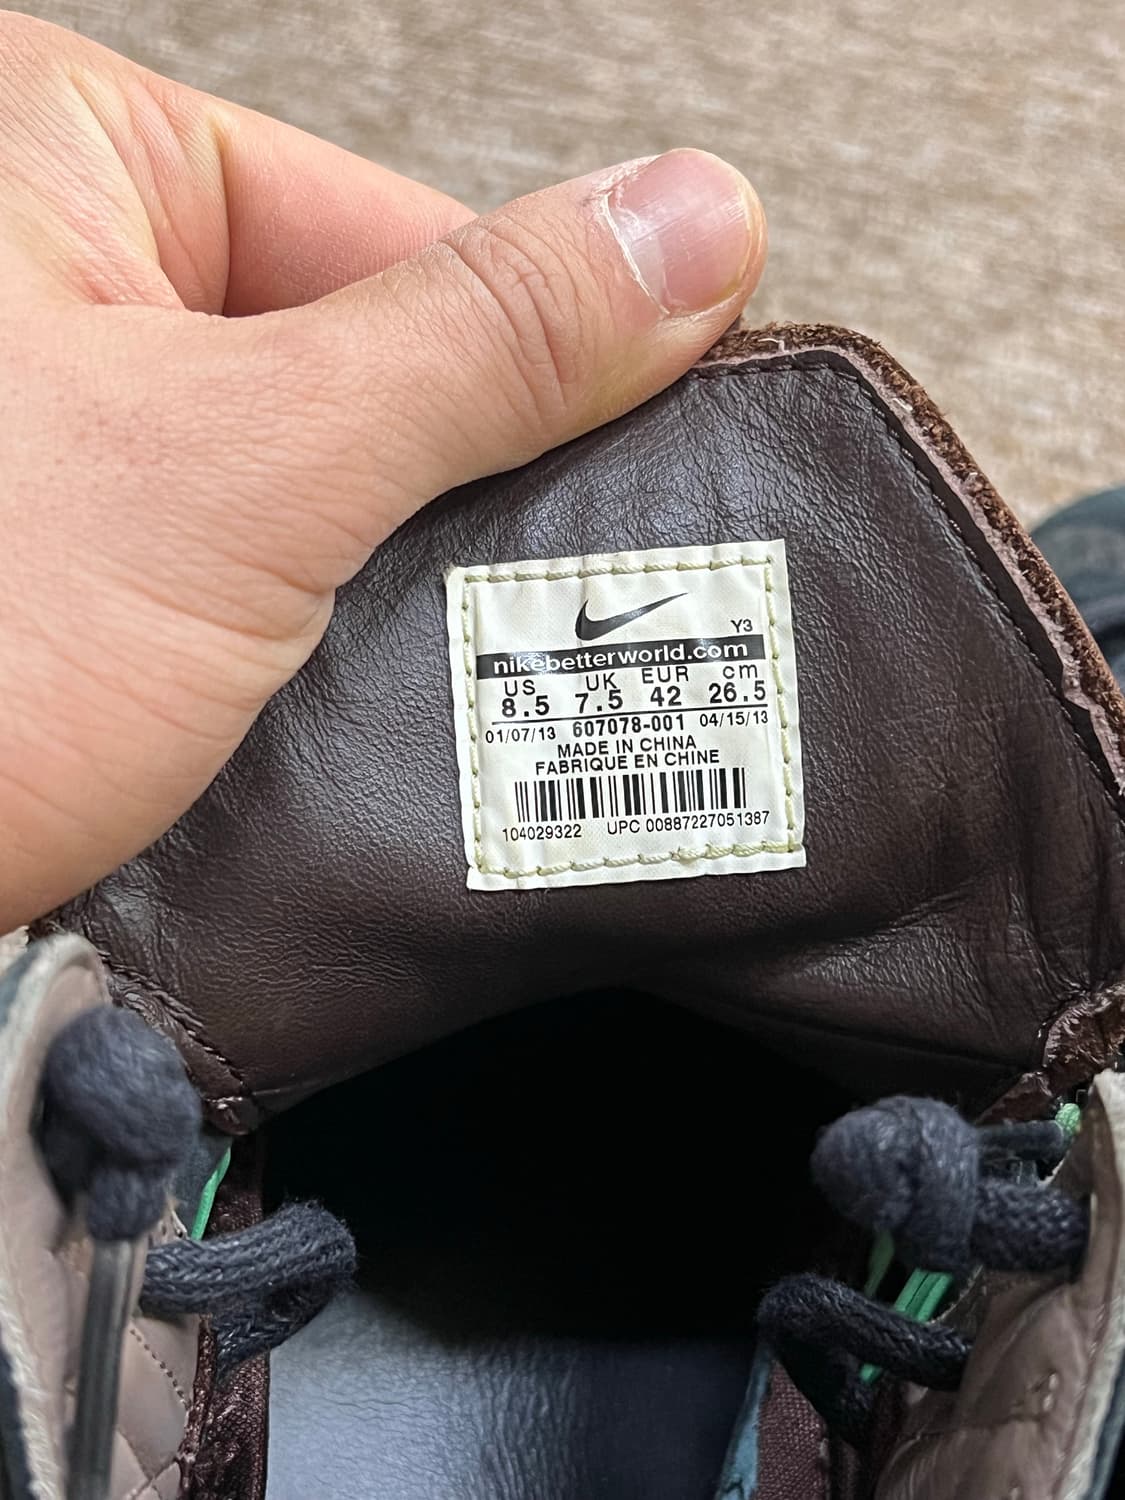 Y3
nikebetterworld.com
US UK EUR cm
8.5 7.5 42 26.5
01/07/13 607078-001 04/15/13
MADE IN CHINA
FABRIQUE EN CHINE
104029322 UPC 00887227051387